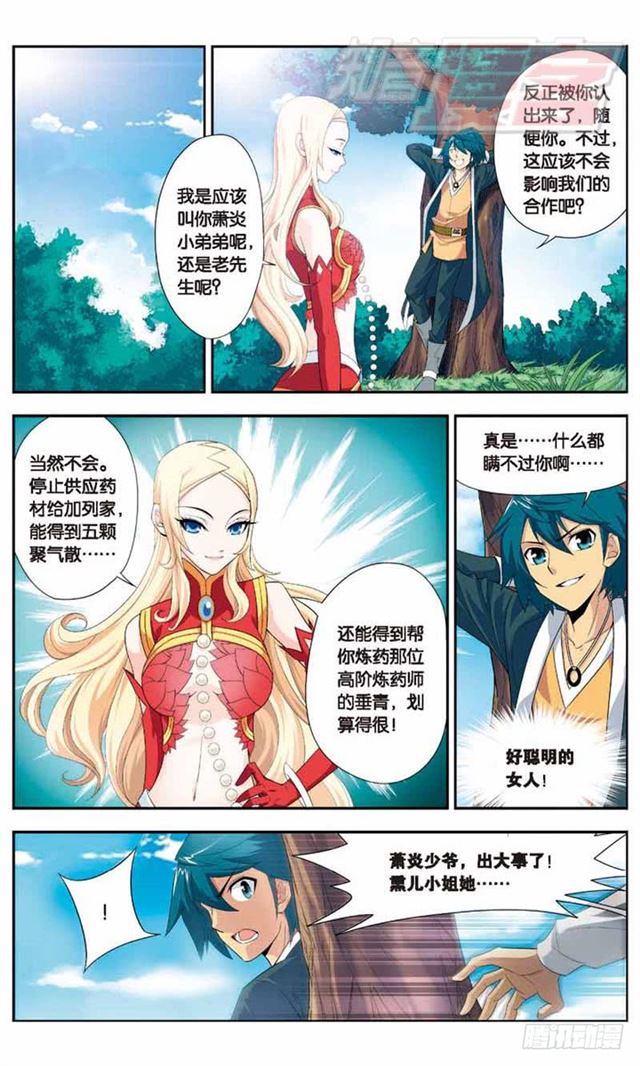 知音漫客
我是应该
叫你萧炎
小弟弟呢，
还是老先
生呢？
反正被你认
出来了，随
便你。不过，
这应该不会
影响我们的
合作吧？
当然不会。
停止供应药
材给加列家，
能得到五颗
聚气散……
还能得到帮
你炼药那位
高阶炼药师
的垂青，划
算得很！
真是……什么都
瞒不过你啊……
好聪明的
女人！
！
萧炎少爷，出大事了！
熏儿小姐她……
腾讯动漫